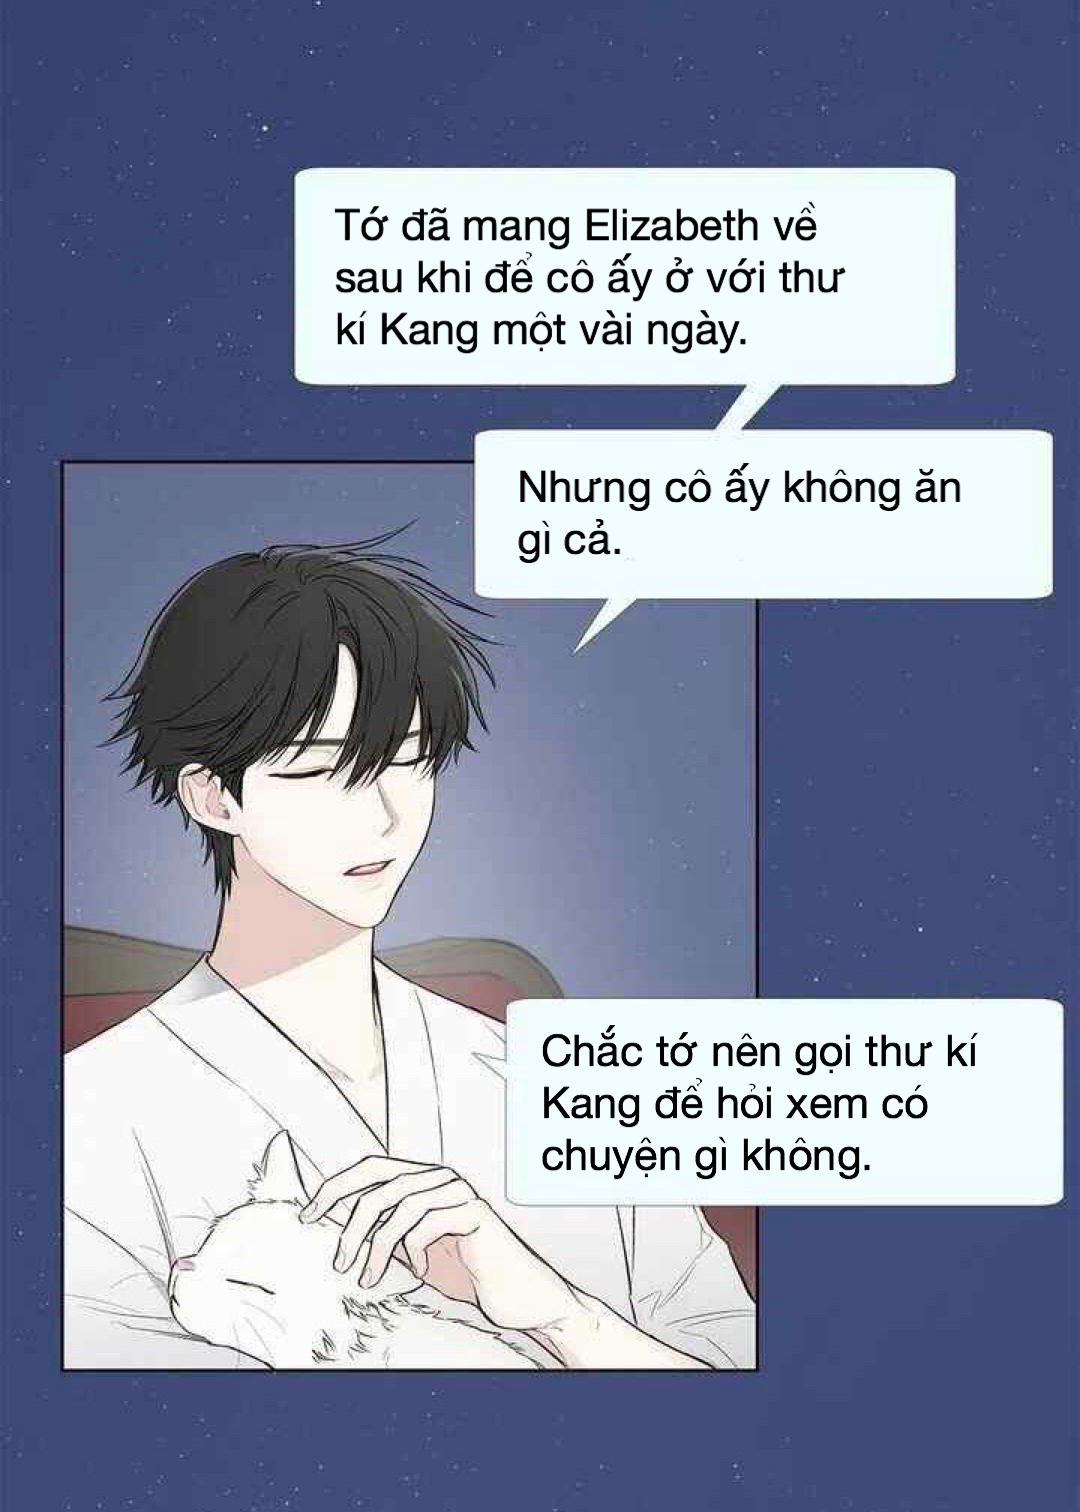 Tớ đã mang Elizabeth về
sau khi để cô ấy ở với thư
kí Kang một vài ngày.
Nhưng cô ấy không ăn
gì cả.
Chắc tớ nên gọi thư kí
Kang để hỏi xem có
chuyện gì không.